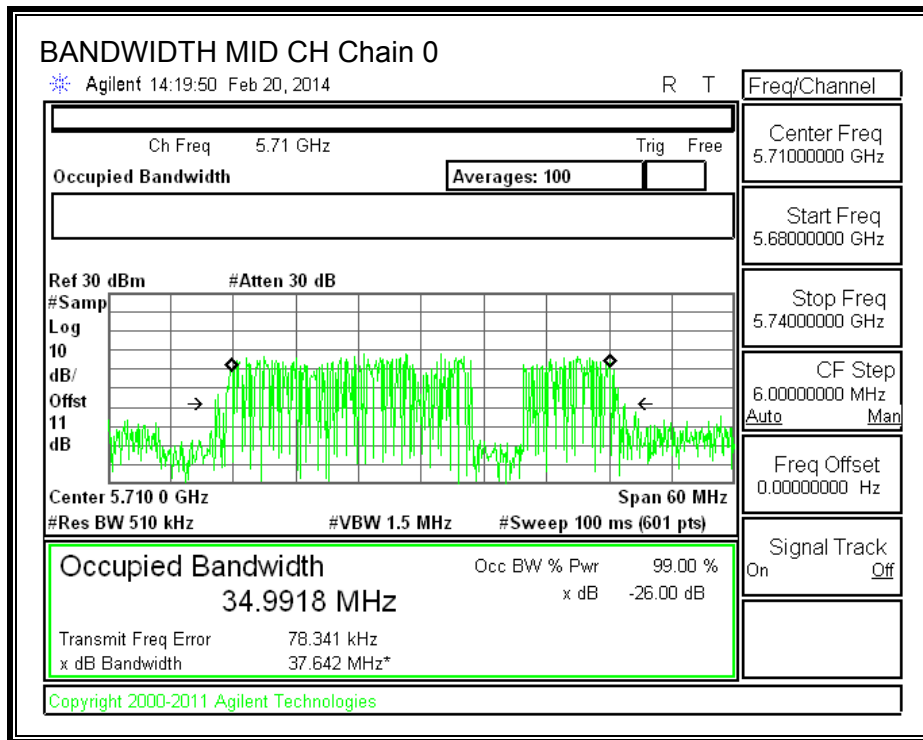 BANDWIDTH MID CH Chain 0
Agilent 14:19:50 Feb 20, 2014 R T
Freq/Channel
Ch Freq 5.71 GHz Trig Free
Occupied Bandwidth Averages: 100
Center Freq
5.71000000 GHz
Start Freq
5.68000000 GHz
Stop Freq
5.74000000 GHz
CF Step
6.00000000 MHz
Auto Man
Freq Offset
0.00000000 Hz
Signal Track
On Off
Ref 30 dBm #Atten 30 dB
#Samp
Log
10
dB/
Offst
11
dB
Center 5.710 0 GHz Span 60 MHz
#Res BW 510 kHz #VBW 1.5 MHz #Sweep 100 ms (601 pts)
Occupied Bandwidth
34.9918 MHz
Occ BW % Pwr 99.00 %
x dB -26.00 dB
Transmit Freq Error 78.341 kHz
x dB Bandwidth 37.642 MHz*
Copyright 2000-2011 Agilent Technologies